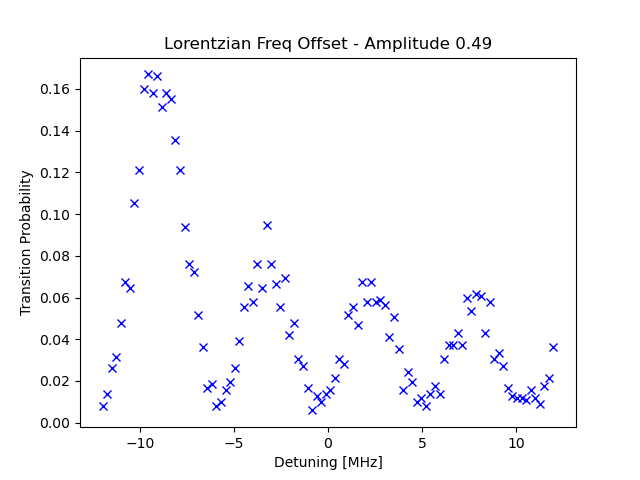 Lorentzian Freq Offset - Amplitude 0.49
Transition Probability
0.16
0.14
0.12
0.10
0.08
0.06
0.04
0.02
0.00
−10 −5 0 5 10
Detuning [MHz]